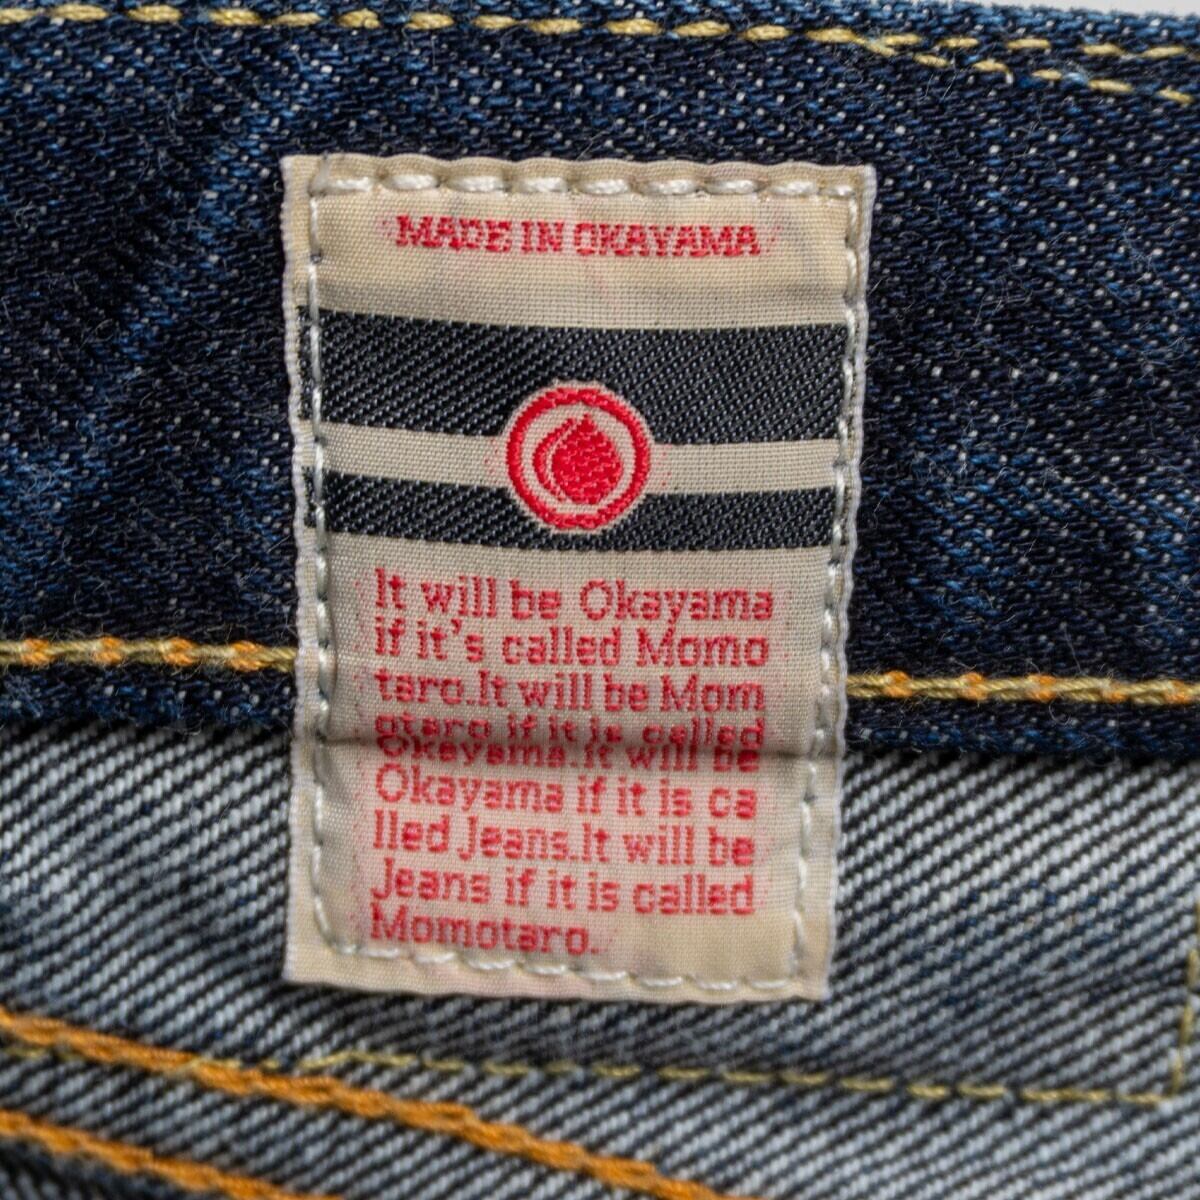 MADE IN OKAYAMA
It will be Okayama
if it's called Momo
taro.It will be Mom
otaro if it is called
Okayama.It will be
Okayama if it is ca
lled Jeans.It will be
Jeans if it is called
Momotaro.